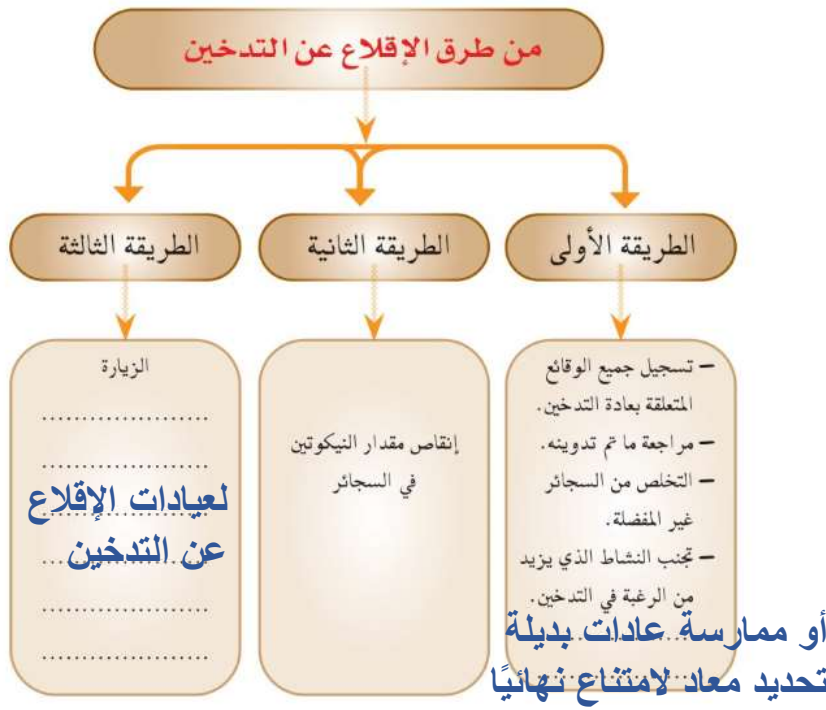 من طرق الإقلاع عن التدخين
الطريقة الأولى
الطريقة الثانية
الطريقة الثالثة
– تسجيل جميع الوقائع
المتعلقة بعادة التدخين.
– مراجعة ما تم تدوينه.
– التخلص من السجائر
غير المفضلة.
– تجنب النشاط الذي يزيد
من الرغبة في التدخين.
أو ممارسة عادات بديلة
تحديد معاد لامتناع نهائيًا
إنقاص مقدار النيكوتين
في السجائر
الزيارة
....................
....................
لعيادات الإقلاع
عن التدخين
....................
....................